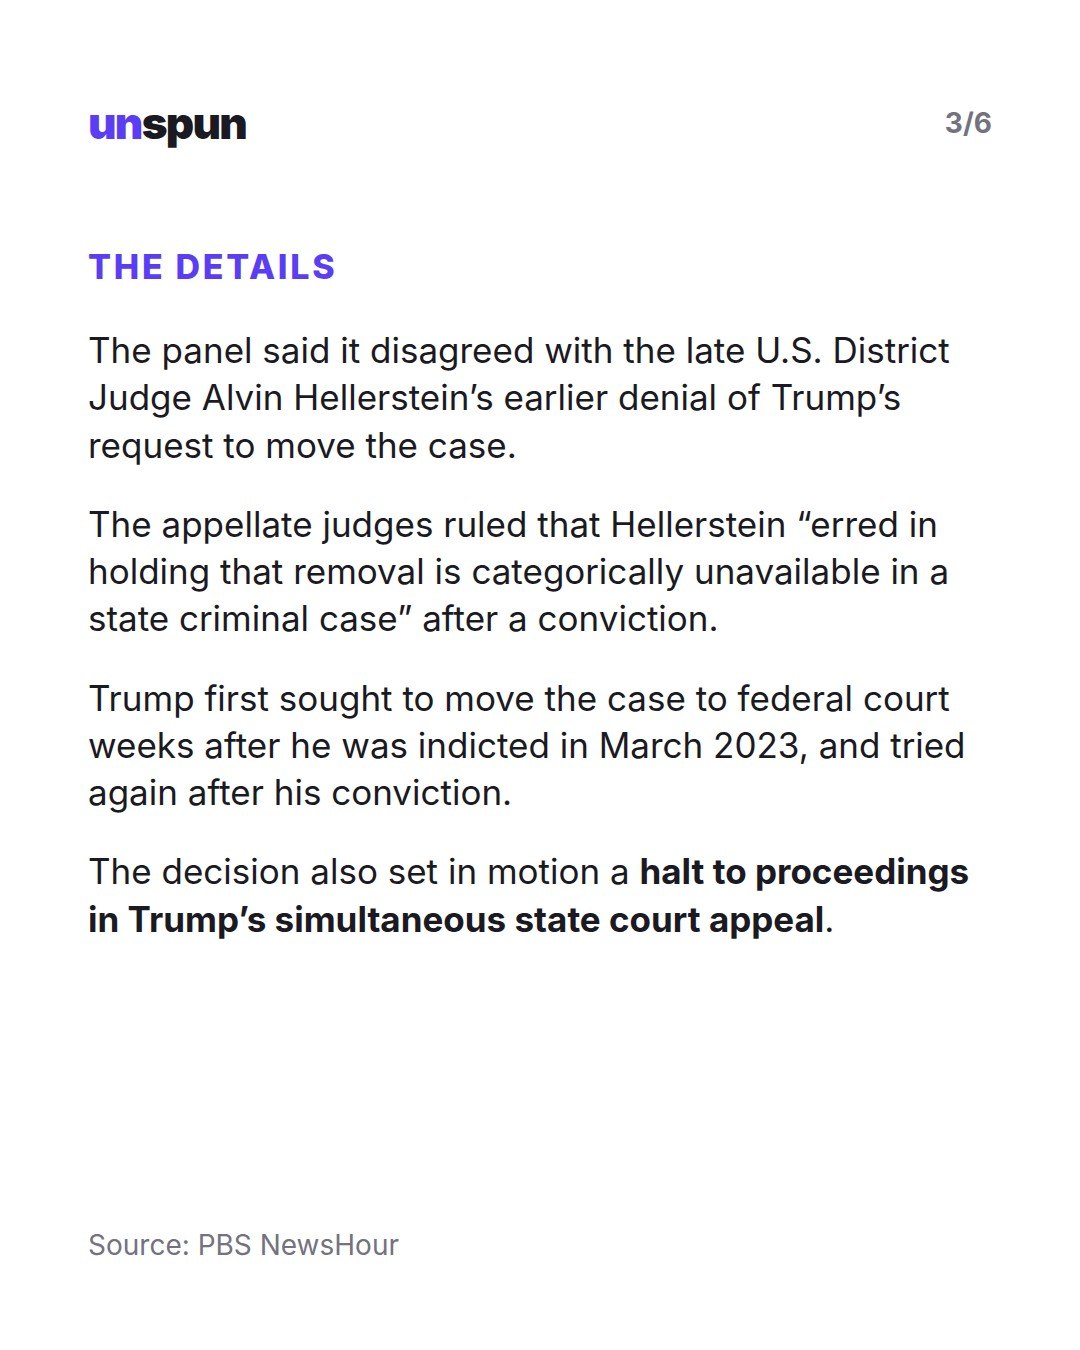 unspun
3/6
THE DETAILS
The panel said it disagreed with the late U.S. District
Judge Alvin Hellerstein’s earlier denial of Trump’s
request to move the case.
The appellate judges ruled that Hellerstein “erred in
holding that removal is categorically unavailable in a
state criminal case” after a conviction.
Trump first sought to move the case to federal court
weeks after he was indicted in March 2023, and tried
again after his conviction.
The decision also set in motion a halt to proceedings
in Trump’s simultaneous state court appeal.
Source: PBS NewsHour